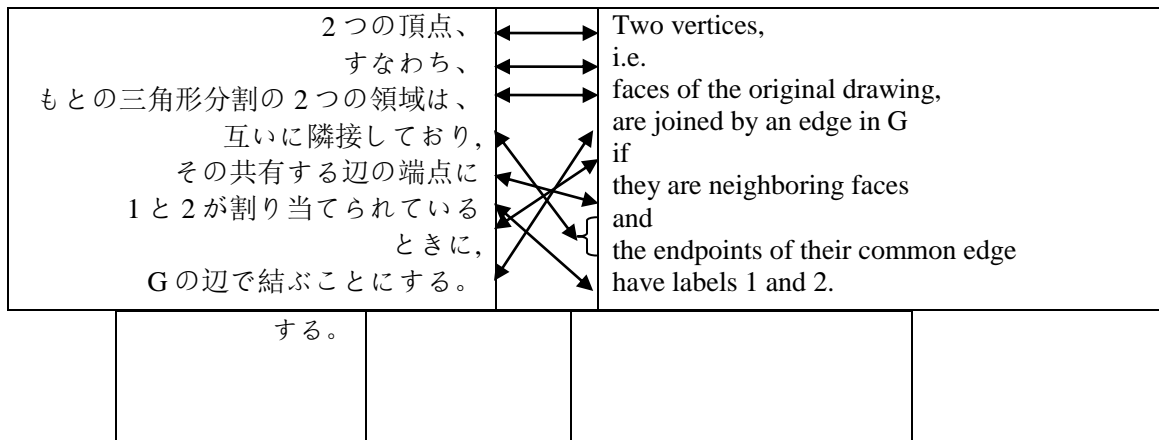 ２つの頂点、
すなわち、
もとの三角形分割の２つの領域は、
互いに隣接しており,
その共有する辺の端点に
1 と 2 が割り当てられている
ときに,
G の辺で結ぶことにする。
Two vertices,
i.e.
faces of the original drawing,
are joined by an edge in G
if
they are neighboring faces
and
the endpoints of their common edge
have labels 1 and 2.
する。